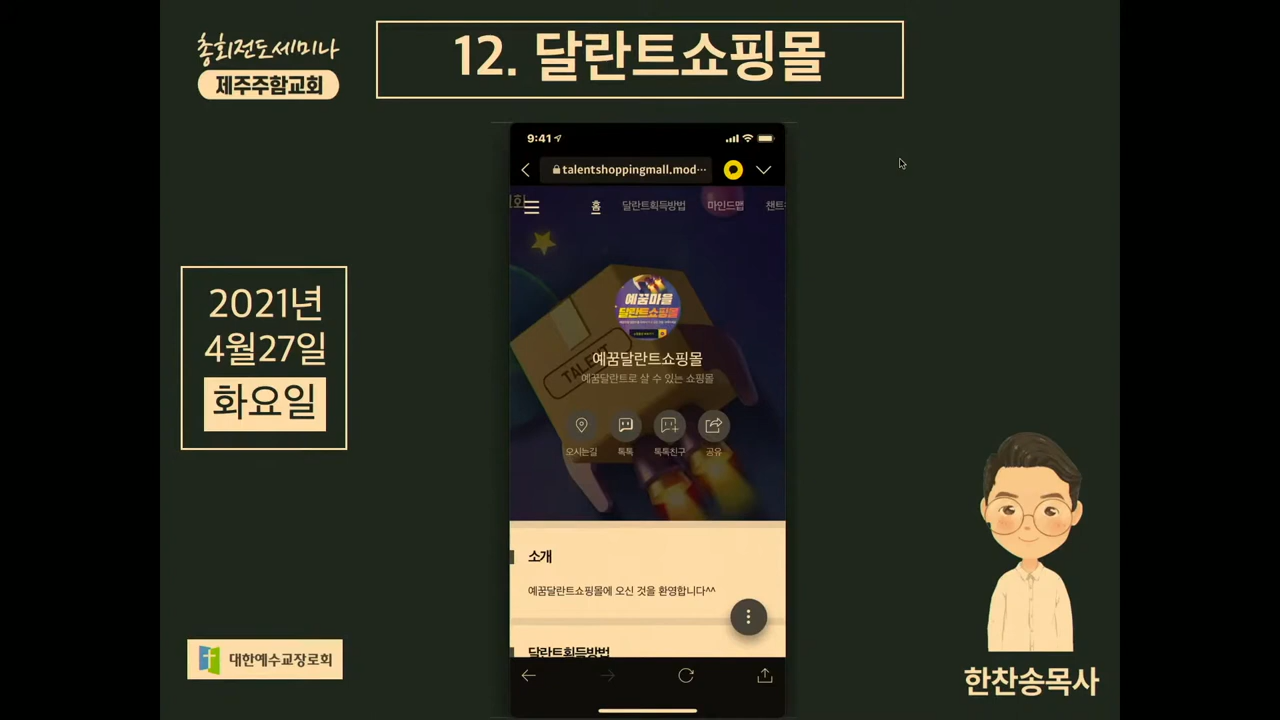 총회전도세미나
제주주함교회
12. 달란트쇼핑몰
9:41
talentshoppingmall.mod…
교회
홈
달란트획득방법
마인드맵
챈트
예꿈마을
달란트쇼핑몰
TALENT
예꿈달란트쇼핑몰
예꿈달란트로 살 수 있는 쇼핑몰
오시는길
톡톡
톡톡친구
공유
소개
예꿈달란트쇼핑몰에 오신 것을 환영합니다^^
달란트획득방법
2021년
4월27일
화요일
대한예수교장로회
한찬송목사